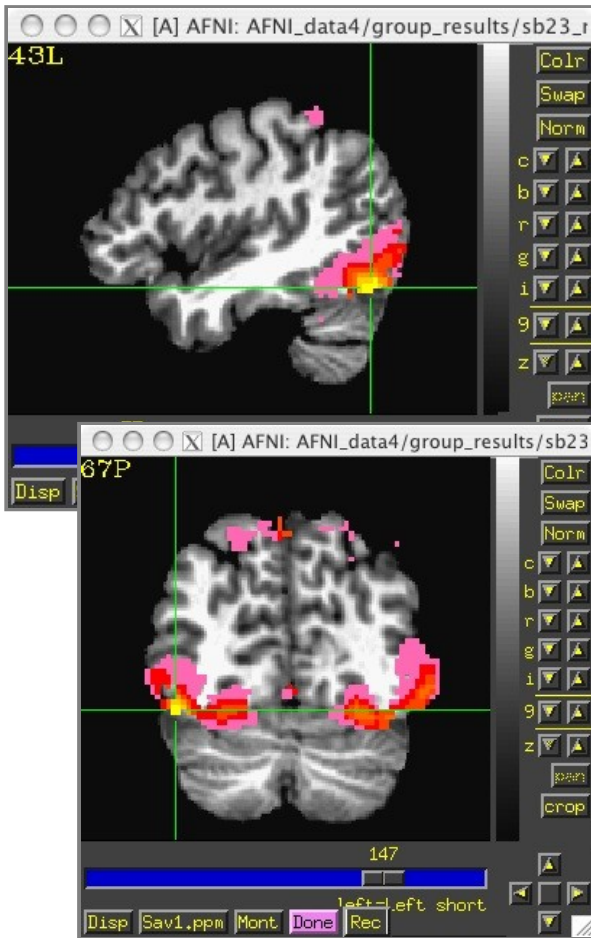 X [A] AFNI: AFNI_data4/group_results/sb23_r
43L
Colr
Swap
Norm
c
b
r
g
i
9
z
pan
Disp
X [A] AFNI: AFNI_data4/group_results/sb23
67P
Colr
Swap
Norm
c
b
r
g
i
9
z
pan
crop
147
left=Left short
Disp Sav1.ppm Mont Done Rec